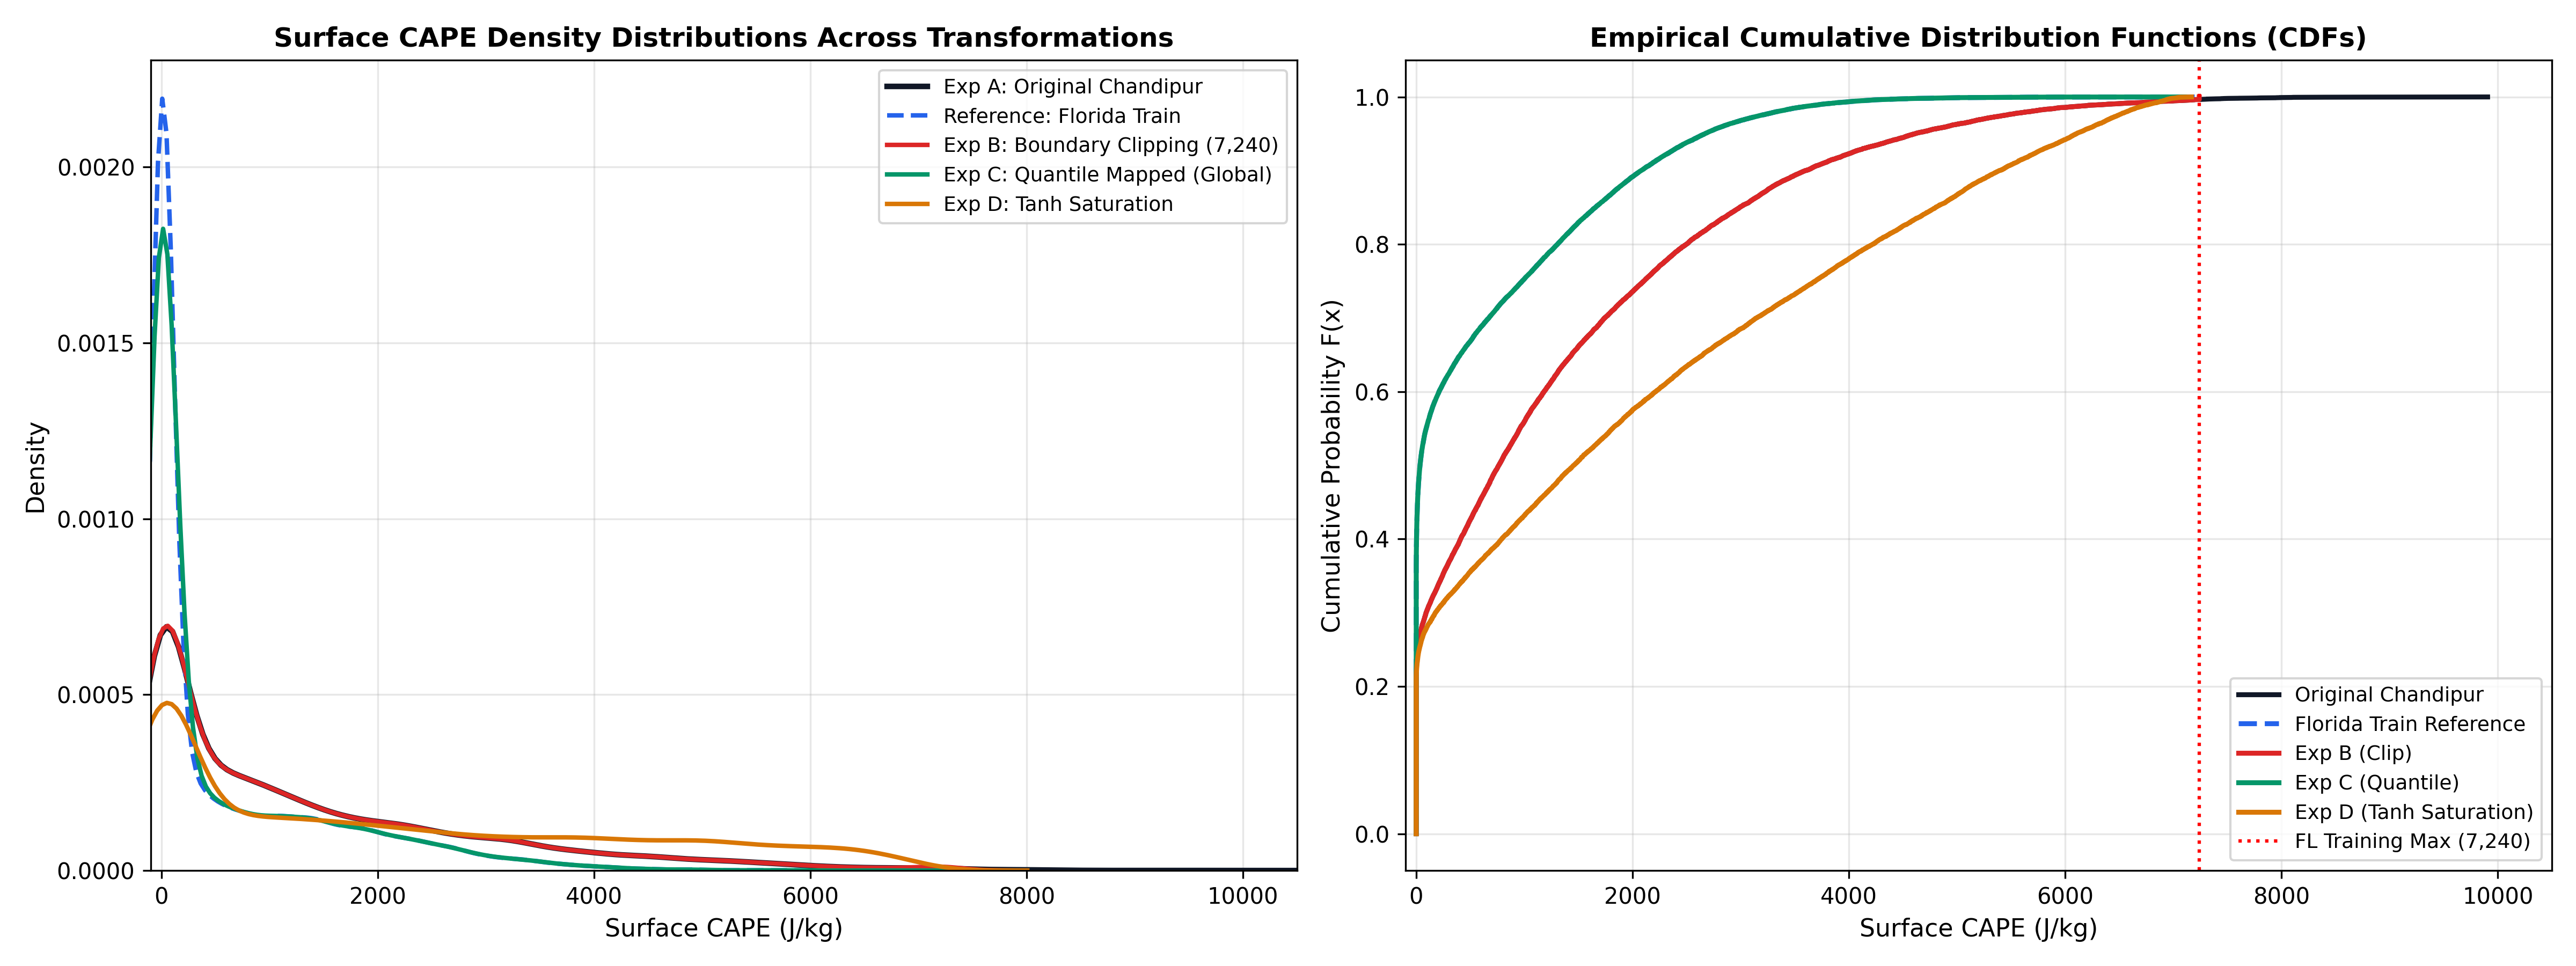 Surface CAPE Density Distributions Across Transformations
Density
0.0020
0.0015
0.0010
0.0005
0.0000
0
2000
4000
6000
8000
10000
Surface CAPE (J/kg)
Exp A: Original Chandipur
Reference: Florida Train
Exp B: Boundary Clipping (7,240)
Exp C: Quantile Mapped (Global)
Exp D: Tanh Saturation
Empirical Cumulative Distribution Functions (CDFs)
Cumulative Probability F(x)
1.0
0.8
0.6
0.4
0.2
0.0
0
2000
4000
6000
8000
10000
Surface CAPE (J/kg)
Original Chandipur
Florida Train Reference
Exp B (Clip)
Exp C (Quantile)
Exp D (Tanh Saturation)
FL Training Max (7,240)